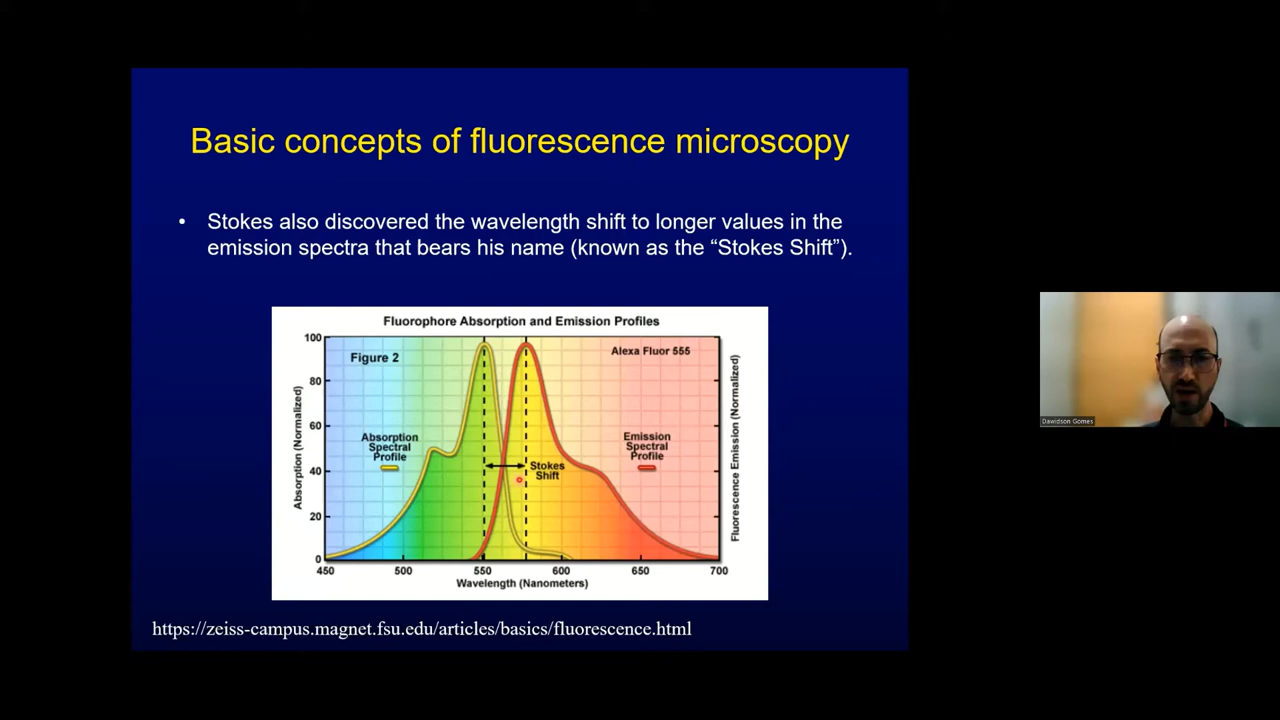 Basic concepts of fluorescence microscopy
• Stokes also discovered the wavelength shift to longer values in the
emission spectra that bears his name (known as the “Stokes Shift”).
Fluorophore Absorption and Emission Profiles
Figure 2
Alexa Fluor 555
100
80
60
40
20
0
Absorption (Normalized)
Absorption
Spectral
Profile
Stokes
Shift
Emission
Spectral
Profile
Fluorescence Emission (Normalized)
450 500 550 600 650 700
Wavelength (Nanometers)
https://zeiss-campus.magnet.fsu.edu/articles/basics/fluorescence.html
Dawidson Gomes